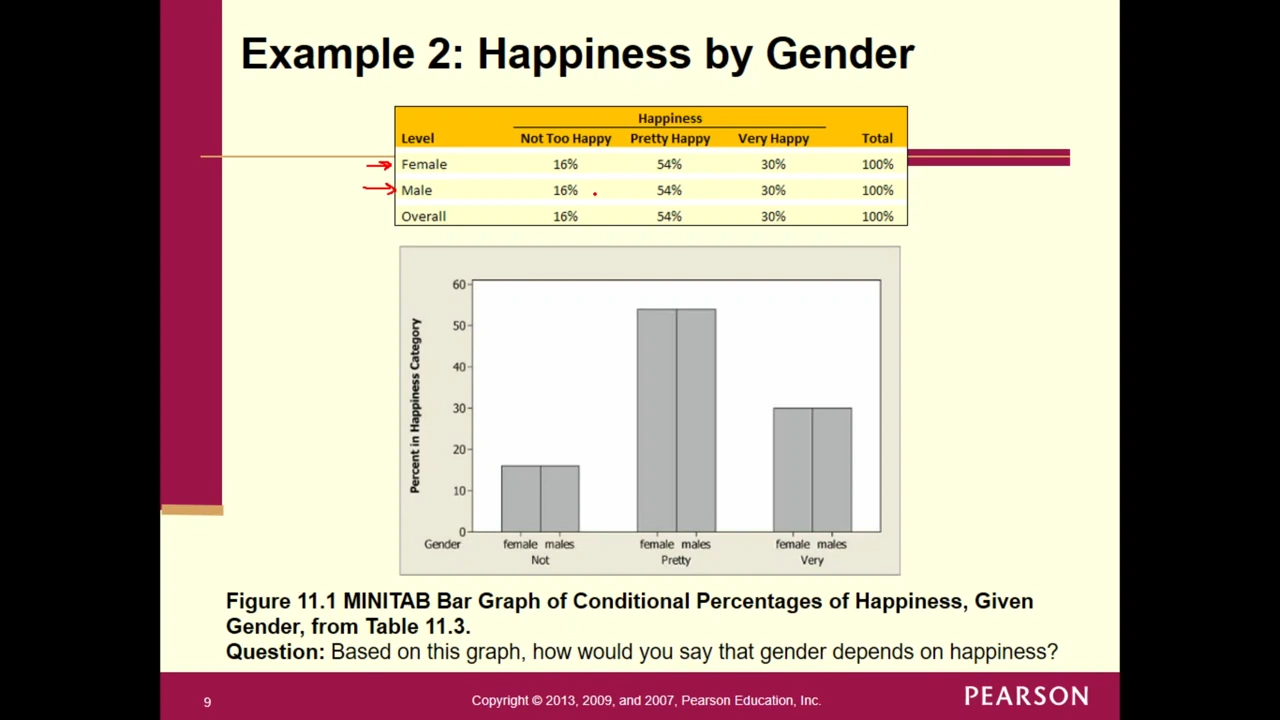 Example 2: Happiness by Gender
Happiness
Level Not Too Happy Pretty Happy Very Happy Total
Female 16% 54% 30% 100%
Male 16% 54% 30% 100%
Overall 16% 54% 30% 100%
Percent in Happiness Category
60
50
40
30
20
10
0
Gender female males female males female males
Not Pretty Very
Figure 11.1 MINITAB Bar Graph of Conditional Percentages of Happiness, Given
Gender, from Table 11.3.
Question: Based on this graph, how would you say that gender depends on happiness?
9 Copyright © 2013, 2009, and 2007, Pearson Education, Inc. PEARSON